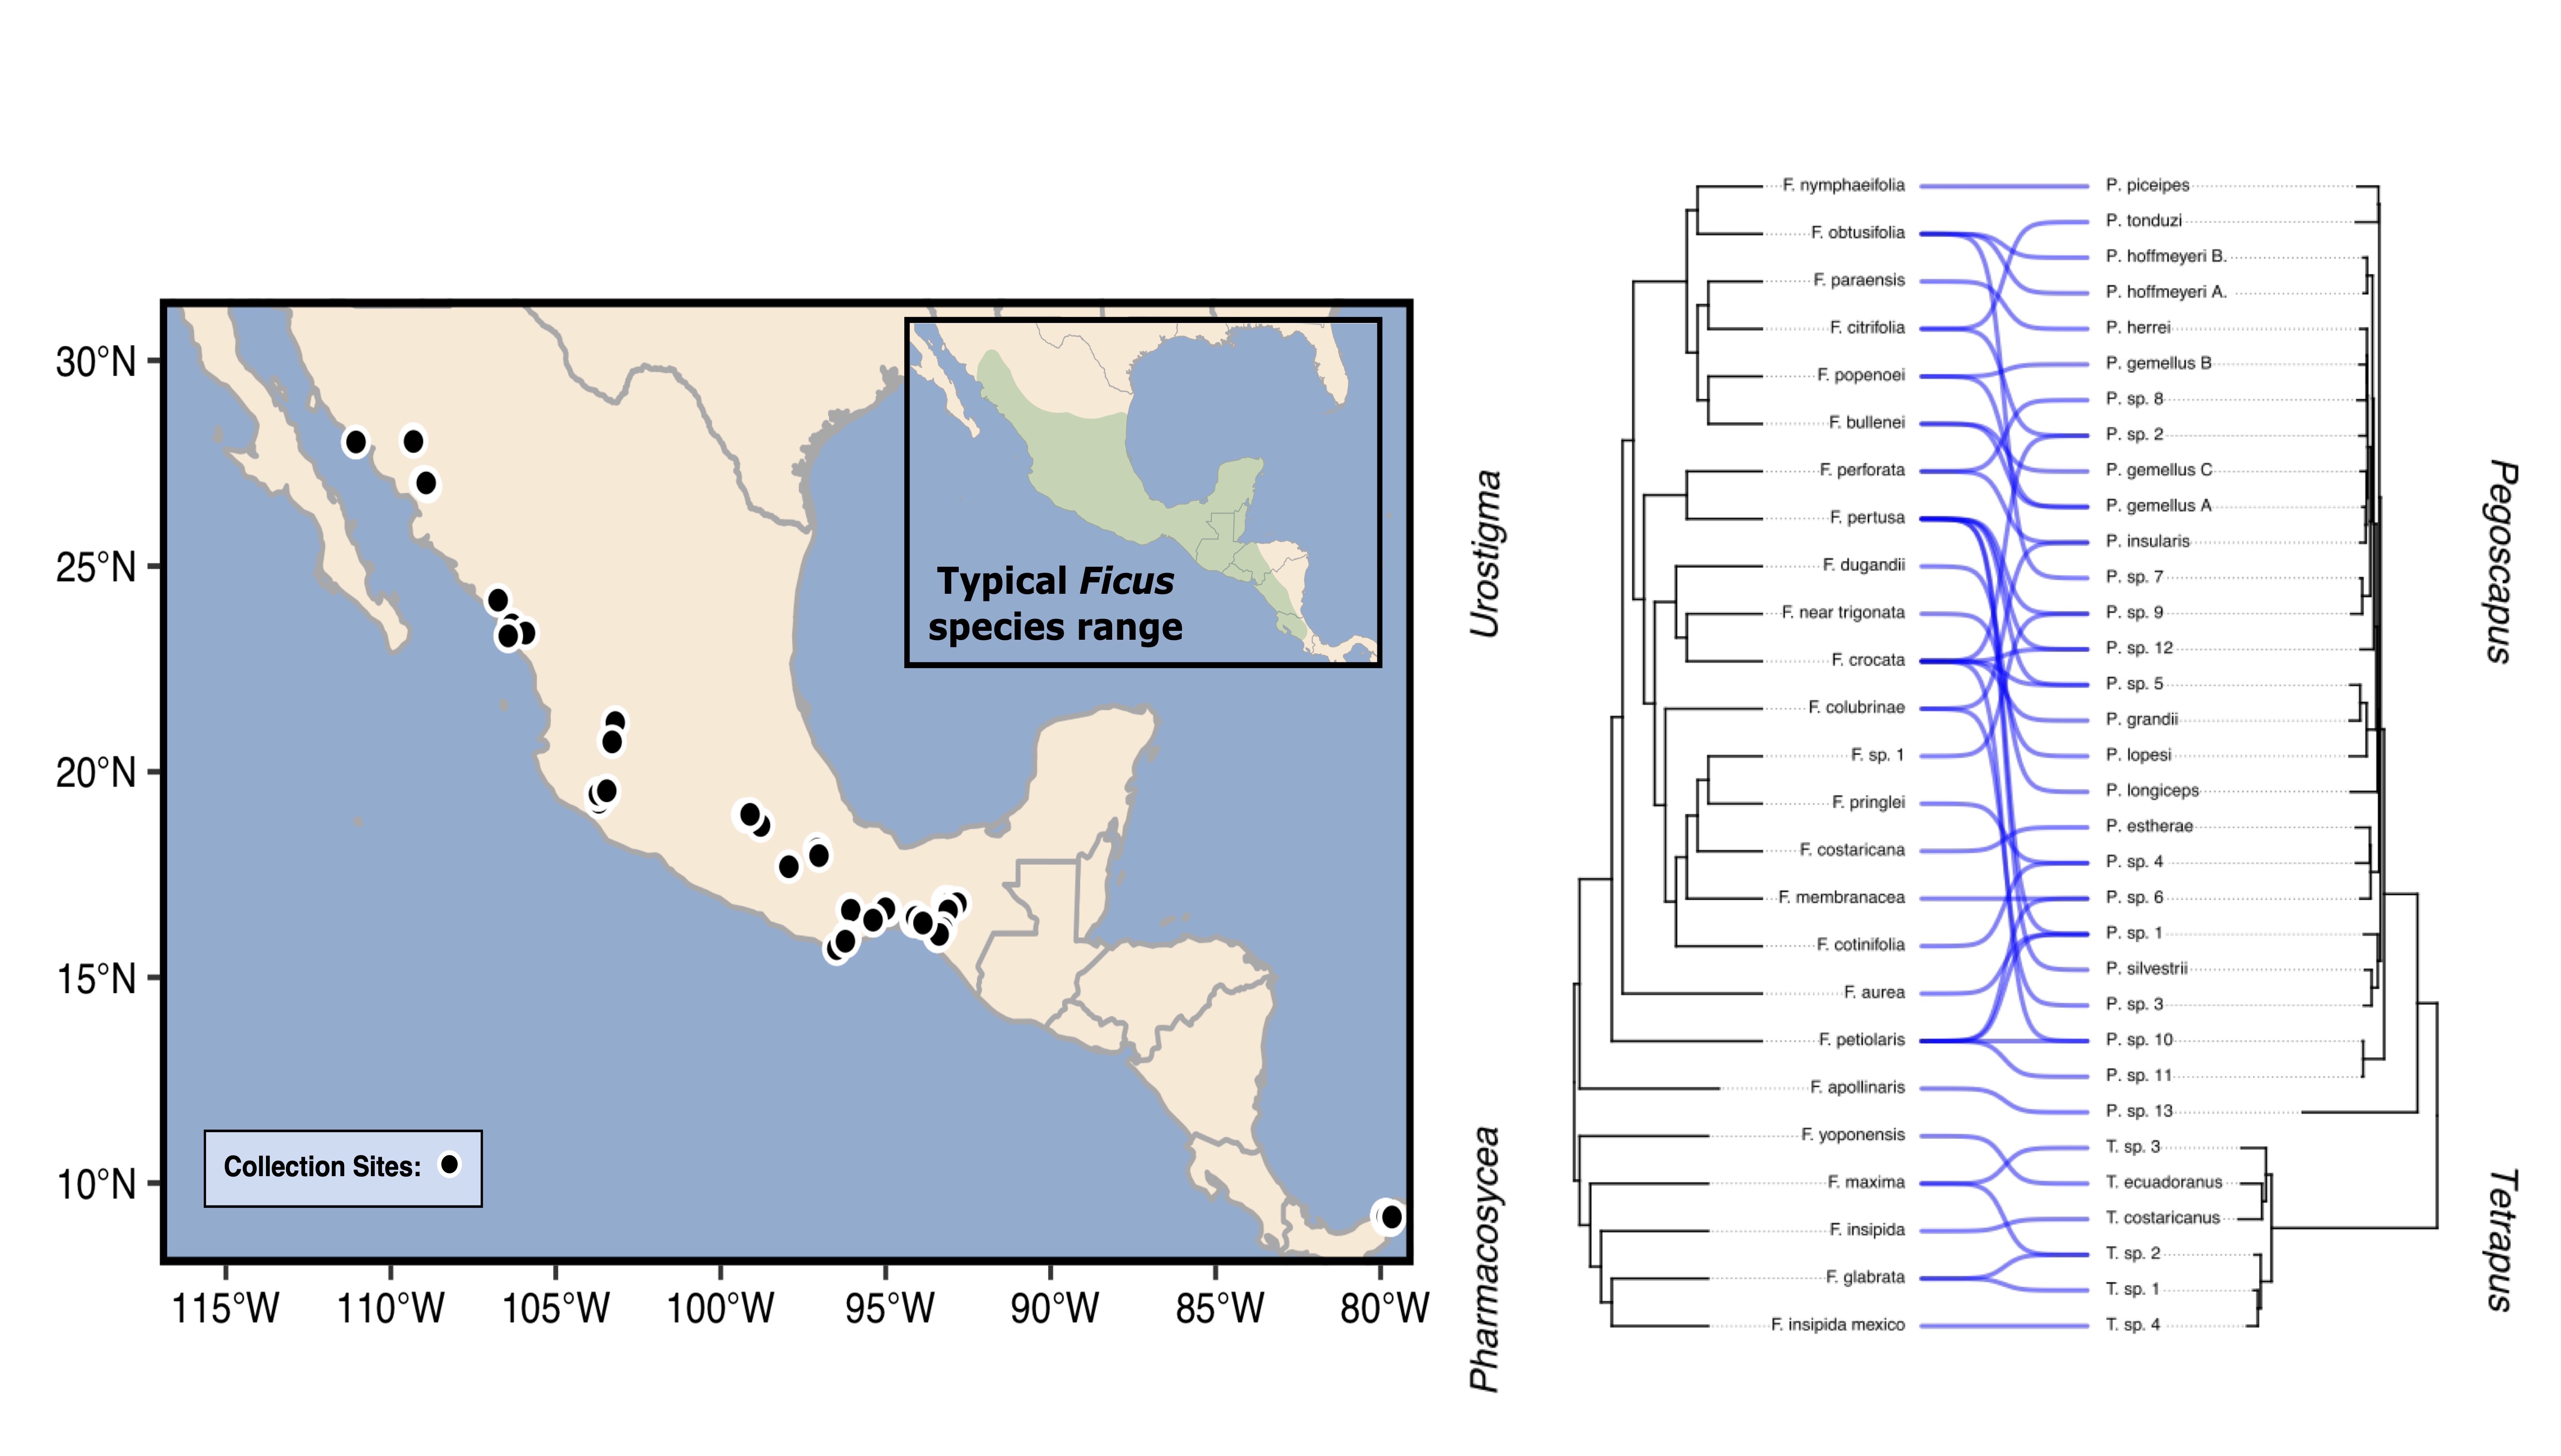 30°N
25°N
20°N
15°N
10°N
115°W
110°W
105°W
100°W
95°W
90°W
85°W
80°W
Typical Ficus
species range
Collection Sites:
Urostigma
Pharmacosycea
F. nymphaeifolia
F. obtusifolia
F. paraensis
F. citrifolia
F. popenoei
F. bullenei
F. perforata
F. pertusa
F. dugandii
F. near trigonata
F. crocata
F. colubrinae
F. sp. 1
F. pringlei
F. costaricana
F. membranacea
F. cotinifolia
F. aurea
F. petiolaris
F. apollinaris
F. yoponensis
F. maxima
F. insipida
F. glabrata
F. insipida mexico
P. piceipes
P. tonduzi
P. hoffmeyeri B.
P. hoffmeyeri A.
P. herrei
P. gemellus B
P. sp. 8
P. sp. 2
P. gemellus C
P. gemellus A
P. insularis
P. sp. 7
P. sp. 9
P. sp. 12
P. sp. 5
P. grandii
P. lopesi
P. longiceps
P. estherae
P. sp. 4
P. sp. 6
P. sp. 1
P. silvestrii
P. sp. 3
P. sp. 10
P. sp. 11
P. sp. 13
T. sp. 3
T. ecuadoranus
T. costaricanus
T. sp. 2
T. sp. 1
T. sp. 4
Pegoscapus
Tetrapus